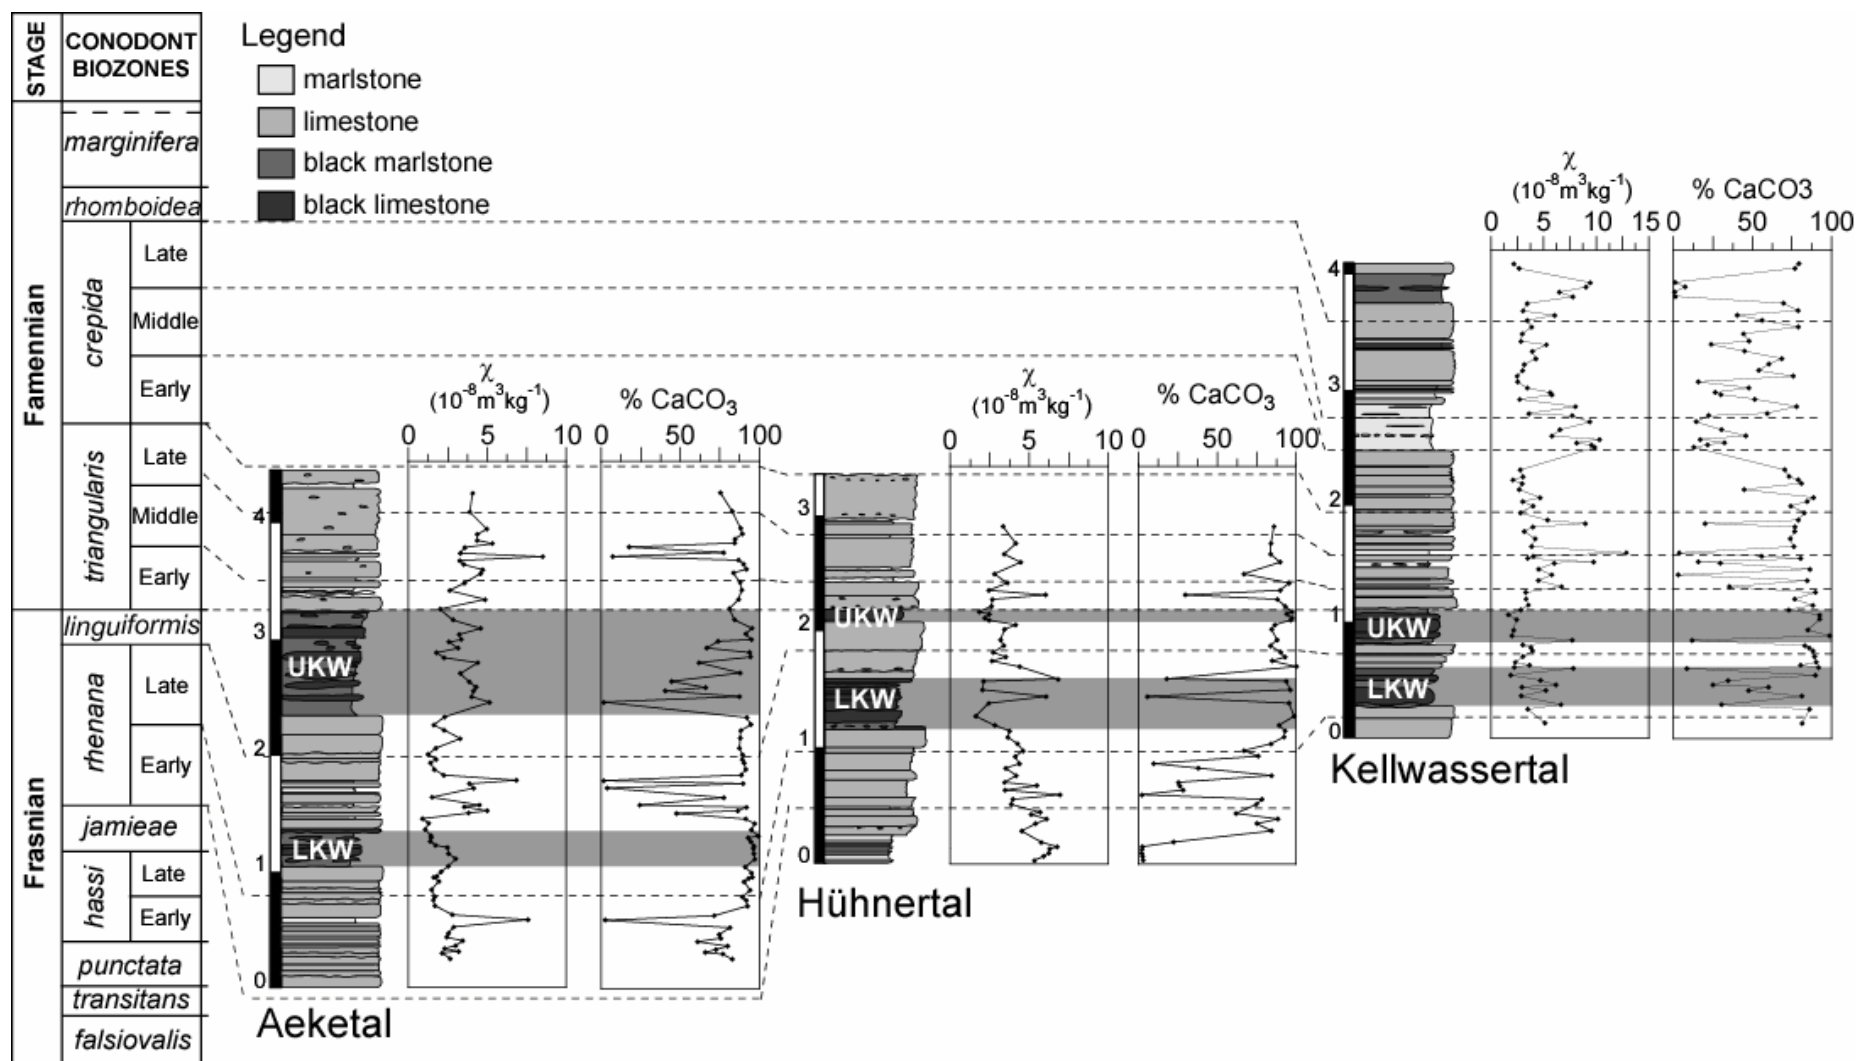 STAGE
CONODONT
BIOZONES
Famennian
Frasnian
marginifera
rhomboidea
crepida
Late
Middle
Early
triangularis
Late
Middle
Early
linguiformis
rhenana
Late
Early
jamieae
hassi
Late
Early
punctata
transitans
falsiovalis
Legend
marlstone
limestone
black marlstone
black limestone
χ
(10⁻⁸m³kg⁻¹)
% CaCO₃
0 5 10 0 50 100
4
3
2
1
0
UKW
LKW
Aeketal
χ
(10⁻⁸m³kg⁻¹)
% CaCO₃
0 5 10 0 50 100
3
2
1
0
UKW
LKW
Hühnertal
χ
(10⁻⁸m³kg⁻¹)
% CaCO3
0 5 10 15 0 50 100
4
3
2
1
0
UKW
LKW
Kellwassertal